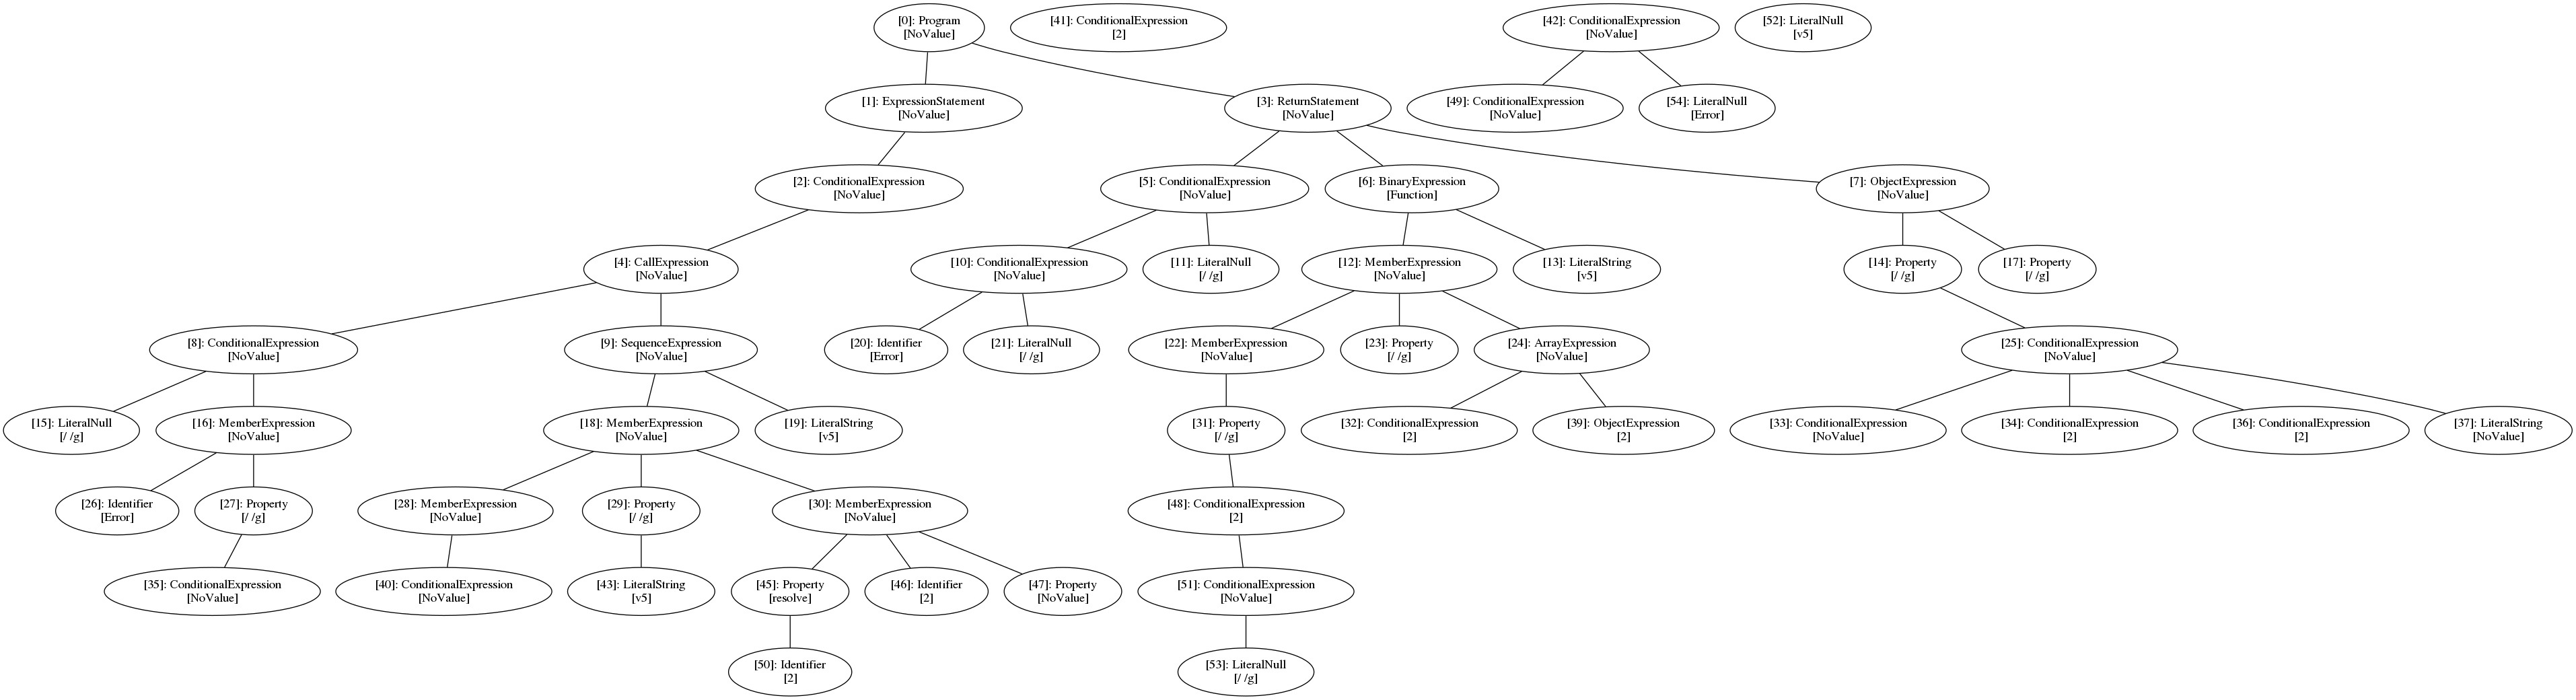 [0]: Program
[NoValue]
[41]: ConditionalExpression
[2]
[42]: ConditionalExpression
[NoValue]
[52]: LiteralNull
[v5]
[1]: ExpressionStatement
[NoValue]
[3]: ReturnStatement
[NoValue]
[49]: ConditionalExpression
[NoValue]
[54]: LiteralNull
[Error]
[2]: ConditionalExpression
[NoValue]
[5]: ConditionalExpression
[NoValue]
[6]: BinaryExpression
[Function]
[7]: ObjectExpression
[NoValue]
[4]: CallExpression
[NoValue]
[10]: ConditionalExpression
[NoValue]
[11]: LiteralNull
[/ /g]
[12]: MemberExpression
[NoValue]
[13]: LiteralString
[v5]
[14]: Property
[/ /g]
[17]: Property
[/ /g]
[8]: ConditionalExpression
[NoValue]
[9]: SequenceExpression
[NoValue]
[20]: Identifier
[Error]
[21]: LiteralNull
[/ /g]
[22]: MemberExpression
[NoValue]
[23]: Property
[/ /g]
[24]: ArrayExpression
[NoValue]
[25]: ConditionalExpression
[NoValue]
[15]: LiteralNull
[/ /g]
[16]: MemberExpression
[NoValue]
[18]: MemberExpression
[NoValue]
[19]: LiteralString
[v5]
[31]: Property
[/ /g]
[32]: ConditionalExpression
[2]
[39]: ObjectExpression
[2]
[33]: ConditionalExpression
[NoValue]
[34]: ConditionalExpression
[2]
[36]: ConditionalExpression
[2]
[37]: LiteralString
[NoValue]
[26]: Identifier
[Error]
[27]: Property
[/ /g]
[28]: MemberExpression
[NoValue]
[29]: Property
[/ /g]
[30]: MemberExpression
[NoValue]
[48]: ConditionalExpression
[2]
[35]: ConditionalExpression
[NoValue]
[40]: ConditionalExpression
[NoValue]
[43]: LiteralString
[v5]
[45]: Property
[resolve]
[46]: Identifier
[2]
[47]: Property
[NoValue]
[51]: ConditionalExpression
[NoValue]
[50]: Identifier
[2]
[53]: LiteralNull
[/ /g]